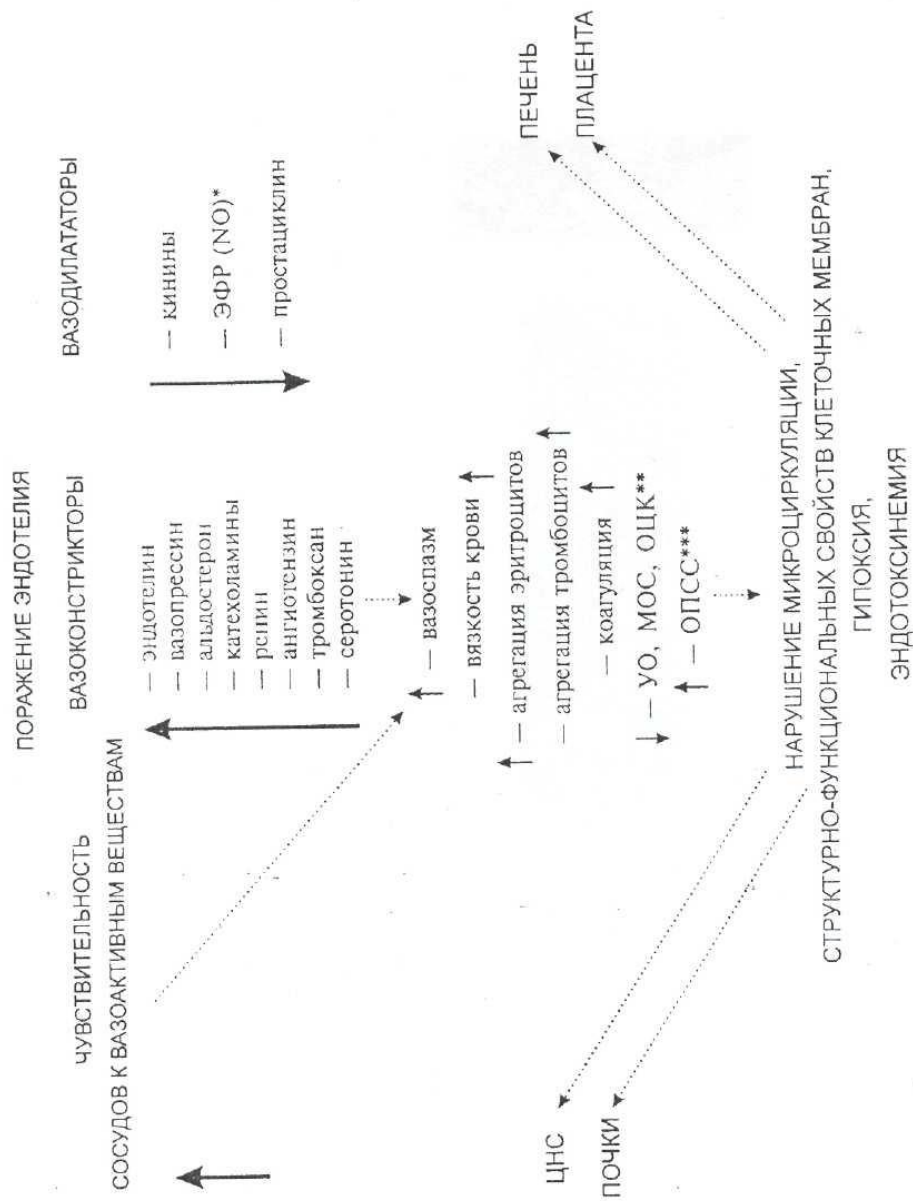 ПОРАЖЕНИЕ ЭНДОТЕЛИЯ
ЧУВСТВИТЕЛЬНОСТЬ
СОСУДОВ К ВАЗОАКТИВНЫМ ВЕЩЕСТВАМ
ВАЗОКОНСТРИКТОРЫ
— эндотелин
— вазопрессин
— альдостерон
— катехоламины
— ренин
— ангиотензин
— тромбоксан
— серотонин
ВАЗОДИЛАТАТОРЫ
— кинины
— ЭФР (NO)*
— простациклин
— вазоспазм
— вязкость крови
— агрегация эритроцитов
— агрегация тромбоцитов
— коагуляция
— УО, МОС, ОЦК**
— ОПСС***
НАРУШЕНИЕ МИКРОЦИРКУЛЯЦИИ,
СТРУКТУРНО-ФУНКЦИОНАЛЬНЫХ СВОЙСТВ КЛЕТОЧНЫХ МЕМБРАН,
ГИПОКСИЯ,
ЭНДОТОКСИНЕМИЯ
ЦНС
ПОЧКИ
ПЕЧЕНЬ
ПЛАЦЕНТА